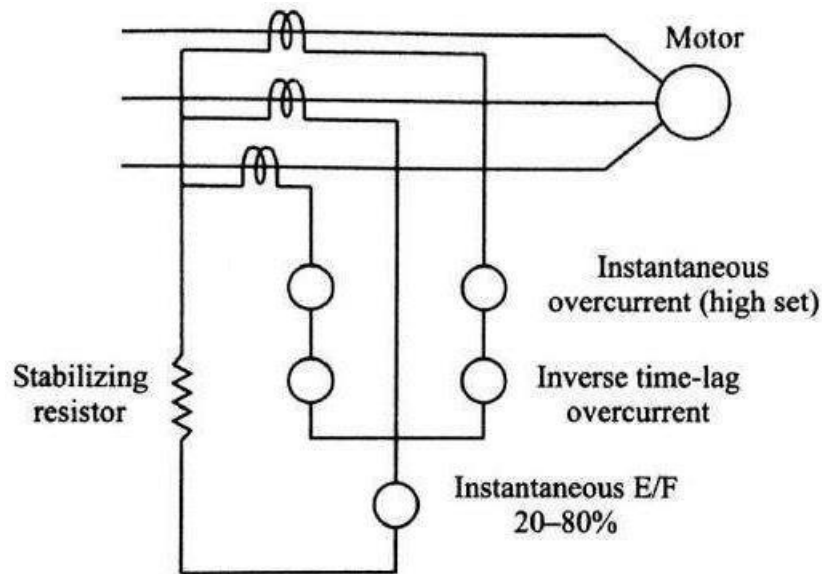 Motor
Instantaneous
overcurrent (high set)
Stabilizing
resistor
Inverse time-lag
overcurrent
Instantaneous E/F
20–80%